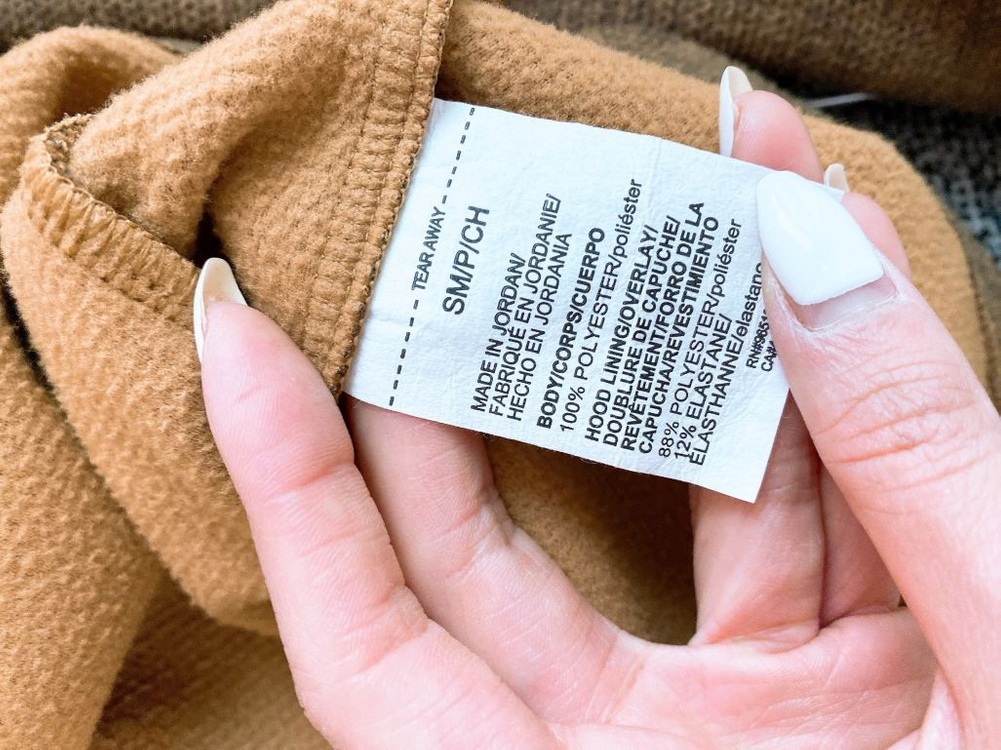 TEAR AWAY
SM/P/CH
MADE IN JORDAN/
FABRIQUÉ EN JORDANIE/
HECHO EN JORDANIA
BODY/CORPS/CUERPO
100% POLYESTER/poliéster
HOOD LINING/OVERLAY/
DOUBLURE DE CAPUCHE/
REVÊTEMENT/FORRO DE LA
CAPUCHA/REVESTIMIENTO
88% POLYESTER/poliéster
12% ELASTANE/
ÉLASTHANNE/elastano